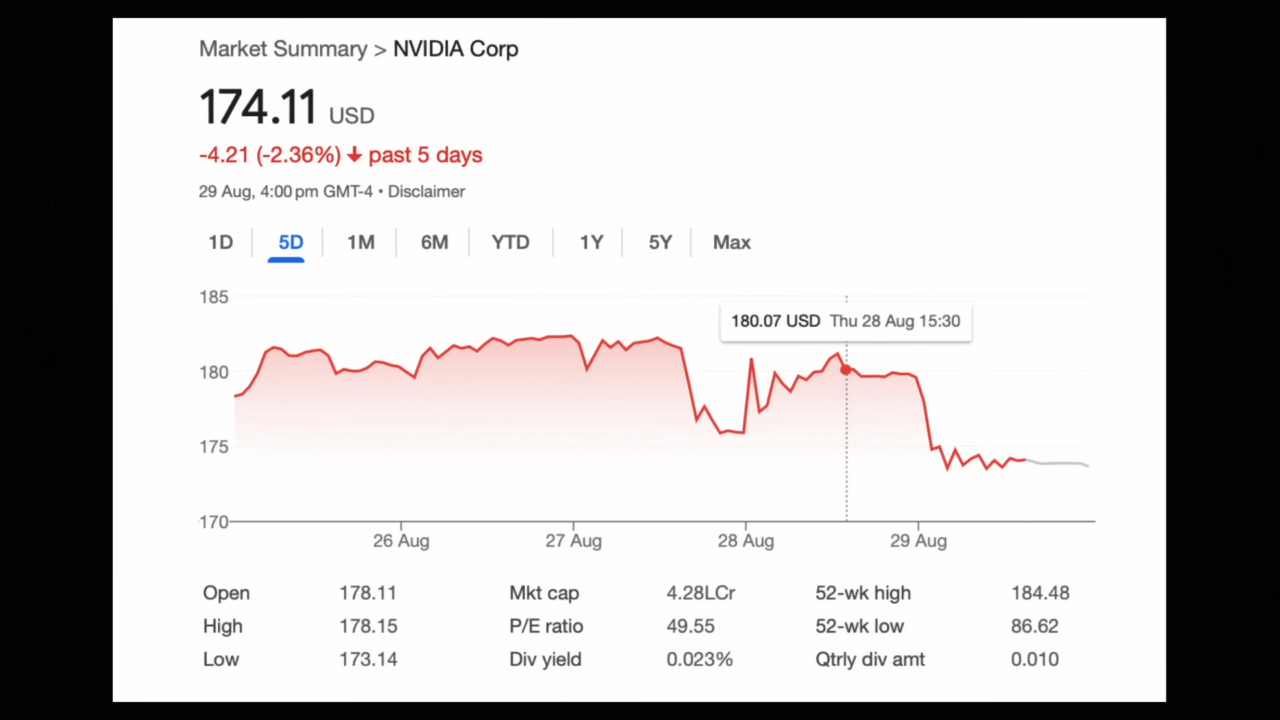 Market Summary > NVIDIA Corp
174.11 USD
-4.21 (-2.36%) ↓ past 5 days
29 Aug, 4:00 pm GMT-4 • Disclaimer
1D 5D 1M 6M YTD 1Y 5Y Max
185
180.07 USD Thu 28 Aug 15:30
180
175
170
26 Aug 27 Aug 28 Aug 29 Aug
Open 178.11 Mkt cap 4.28LCr 52-wk high 184.48
High 178.15 P/E ratio 49.55 52-wk low 86.62
Low 173.14 Div yield 0.023% Qtrly div amt 0.010